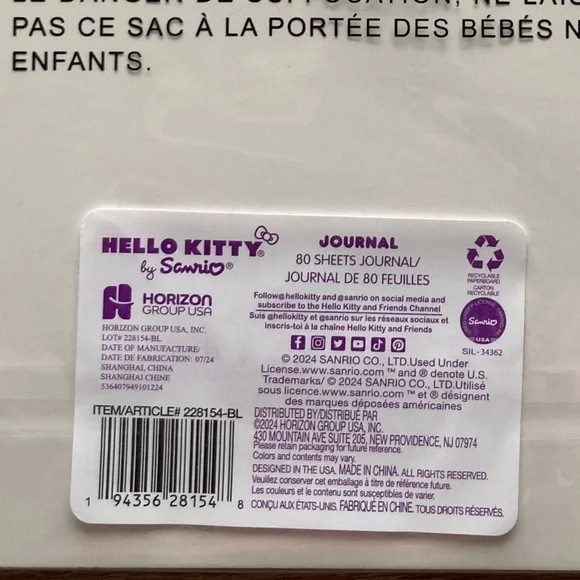 PAS CE SAC À LA PORTÉE DES BÉBÉS
ENFANTS.
HELLO KITTY®
by Sanrio®
HORIZON
GROUP USA
HORIZON GROUP USA, INC.
LOT# 228154-BL
DATE OF MANUFACTURE/
DATE DE FABRICATION: 07/24
SHANGHAI, CHINA
SHANGHAI CHINE
536407949101224
ITEM/ARTICLE# 228154-BL
1 94356 28154 8
JOURNAL
80 SHEETS JOURNAL/
JOURNAL DE 80 FEUILLES
Follow@hellokitty and @sanrio on social media and
subscribe to the Hello Kitty and Friends Channel
Suis @hellokitty et @sanrio sur les réseaux sociaux et
inscris-toi à la chaîne Hello Kitty and Friends
© 2024 SANRIO CO., LTD.Used Under
License.www.sanrio.com ™ and ® denote U.S.
Trademarks/ © 2024 SANRIO CO., LTD.Utilisé
sous licence.www.sanrio.com ™ et ® désignent
des marques déposées américaines
DISTRIBUTED BY/DISTRIBUÉ PAR
©2024 HORIZON GROUP USA, INC.
430 MOUNTAIN AVE SUITE 205, NEW PROVIDENCE, NJ 07974
Please retain packaging for future reference.
Colors and contents may vary.
DESIGNED IN THE USA. MADE IN CHINA. ALL RIGHTS RESERVED.
Veuillez conserver cet emballage à titre de référence future.
Les couleurs et le contenu sont susceptibles de varier.
CONÇU AUX ÉTATS-UNIS. FABRIQUÉ EN CHINE. TOUS DROITS RÉSERVÉS.
RECYCLABLE
PAPERBOARD
CARTON
RECYCLABLE
Sanrio
USA
SIL-34362